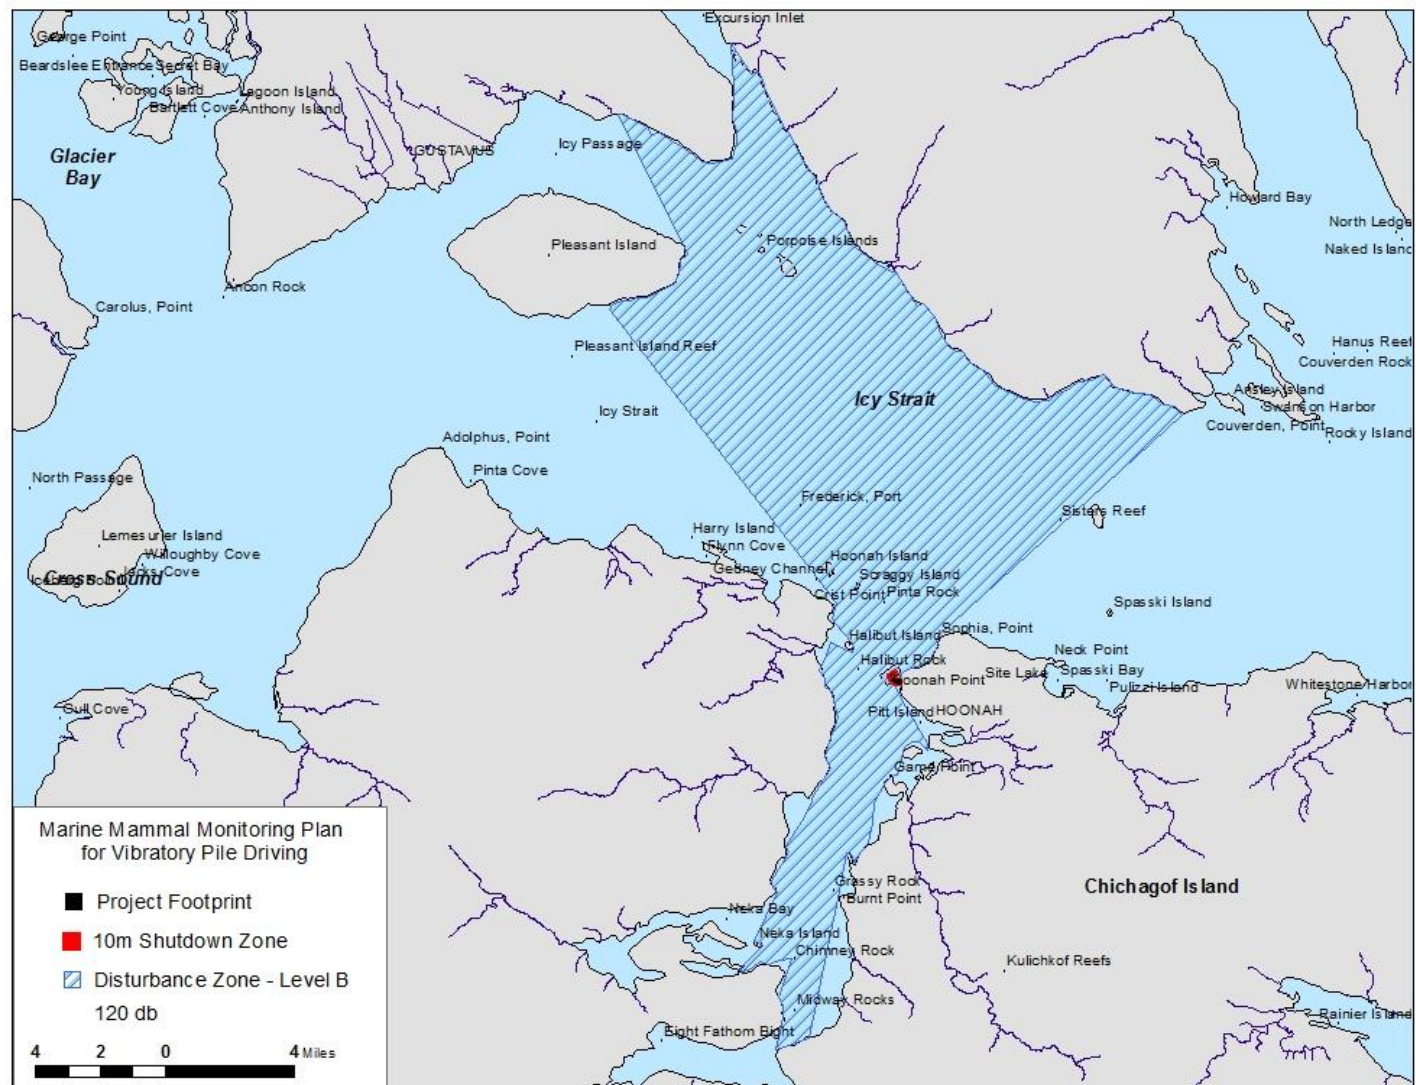 Excursion Inlet
George Point
Beardslee Entrance Secret Bay
Young Island
Lagoon Island
Bartlett Cove Anthony Island
Glacier
Bay
GUSTAVUS
Icy Passage
Howard Bay
North Ledge
Naked Island
Pleasant Island
Porpoise Islands
Ancon Rock
Carolus, Point
Pleasant Island Reef
Hanus Reef
Couverden Rock
Icy Strait
Ansley Island
Swanson Harbor
Icy Strait
Couverden, Point
Rocky Island
Adolphus, Point
Pinta Cove
North Passage
Frederick, Port
Sisters Reef
Lemesurier Island
Willoughby Cove
Jacks Cove
Cross Sound
Harry Island
Flynn Cove
Gedney Channel
Hoonah Island
Scraggy Island
Crist Point
Pinta Rock
Spasski Island
Sophia, Point
Halibut Island
Neck Point
Halibut Rock
Hoonah Point
Site Lake
Spasski Bay
Pulizzi Island
Whitestone Harbor
Gull Cove
Pitt Island
HOONAH
Game Point
Grassy Rock
Burnt Point
Chichagof Island
Neka Bay
Neka Island
Chimney Rock
Kulichkof Reefs
Midway Rocks
Rainier Island
Eight Fathom Bight
Marine Mammal Monitoring Plan
for Vibratory Pile Driving
Project Footprint
10m Shutdown Zone
Disturbance Zone - Level B
120 db
4 2 0 4 Miles